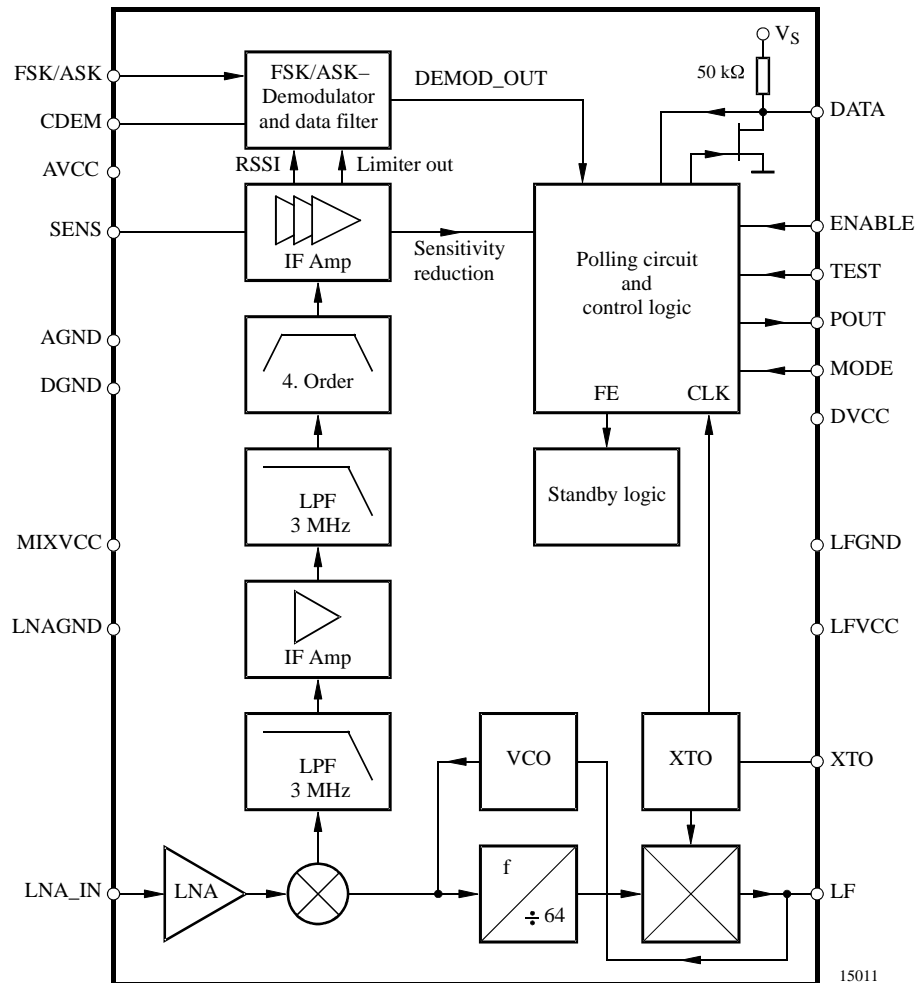 V_S
50 kΩ
FSK/ASK
FSK/ASK–
Demodulator
and data filter
DEMOD_OUT
DATA
CDEM
AVCC
RSSI
Limiter out
SENS
IF Amp
Sensitivity
reduction
Polling circuit
and
control logic
FE
CLK
ENABLE
TEST
POUT
MODE
DVCC
AGND
DGND
4. Order
LPF
3 MHz
Standby logic
MIXVCC
LFGND
LNAGND
IF Amp
LFVCC
LPF
3 MHz
VCO
XTO
XTO
LNA_IN
LNA
f
÷ 64
LF
15011